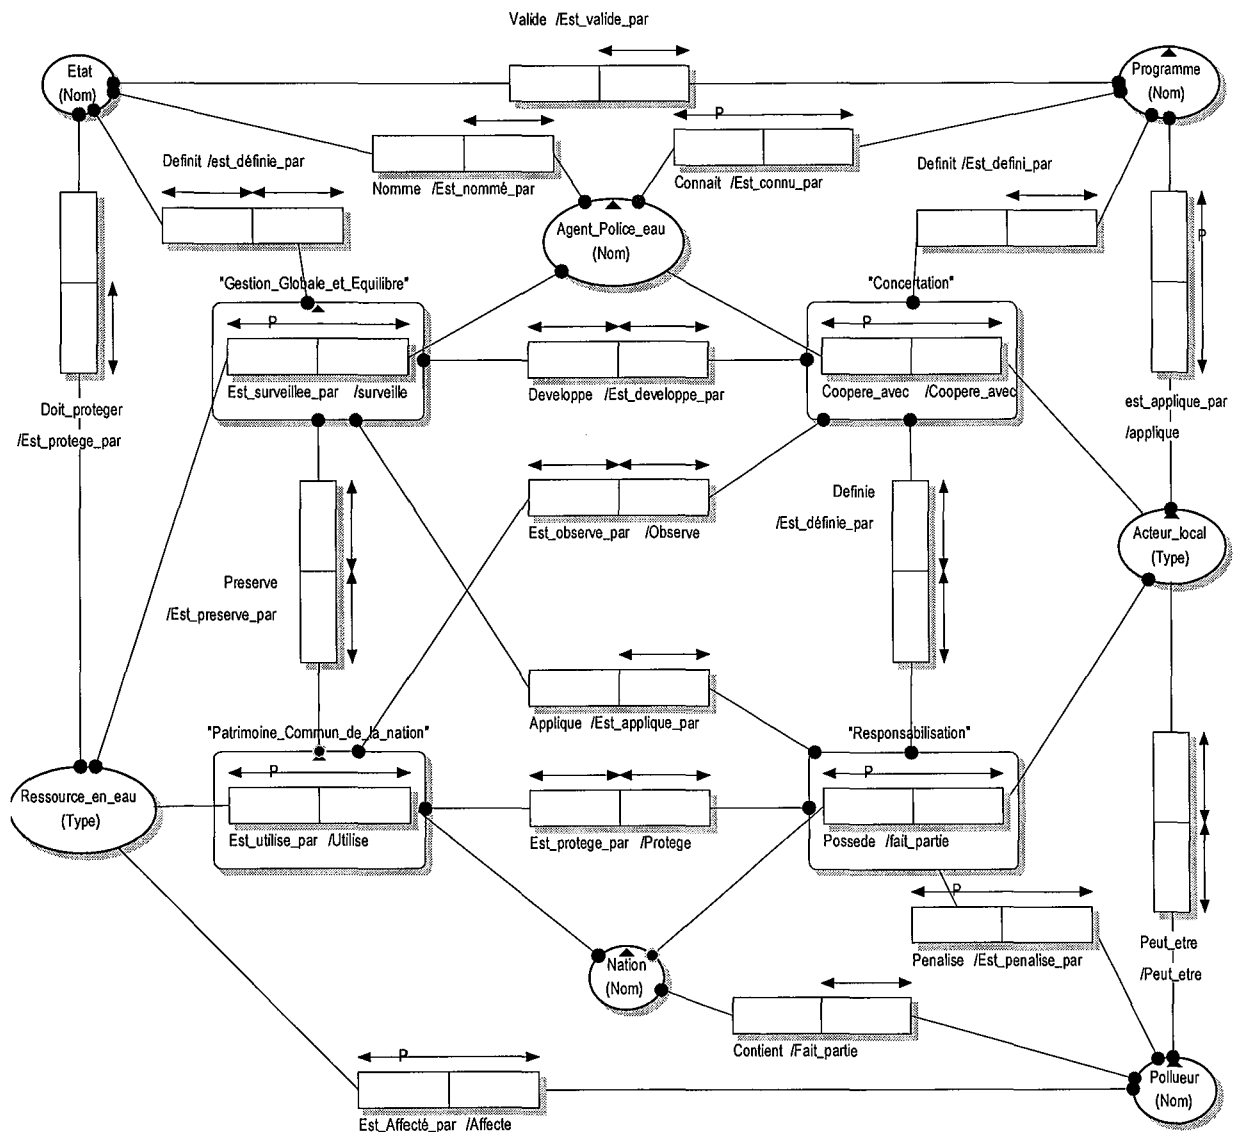 Valide /Est_valide_par
Etat
(Nom)
Programme
(Nom)
P
Definit /est_définie_par
Nomme /Est_nommé_par
Connait /Est_connu_par
Definit /Est_defini_par
Agent_Police_eau
(Nom)
P
"Gestion_Globale_et_Equilibre"
"Concertation"
P
P
Est_surveillee_par /surveille
Developpe /Est_developpe_par
Coopere_avec /Coopere_avec
Doit_proteger
/Est_protege_par
est_applique_par
/applique
Definie
/Est_définie_par
Est_observe_par /Observe
Acteur_local
(Type)
Preserve
/Est_preserve_par
Applique /Est_applique_par
"Patrimoine_Commun_de_la_nation"
"Responsabilisation"
P
P
Ressource_en_eau
(Type)
Est_utilise_par /Utilise
Est_protege_par /Protege
Possede /fait_partie
P
Penalise /Est_penalise_par
Peut_etre
/Peut_etre
Nation
(Nom)
Contient /Fait_partie
P
Pollueur
(Nom)
Est_Affecté_par /Affecte